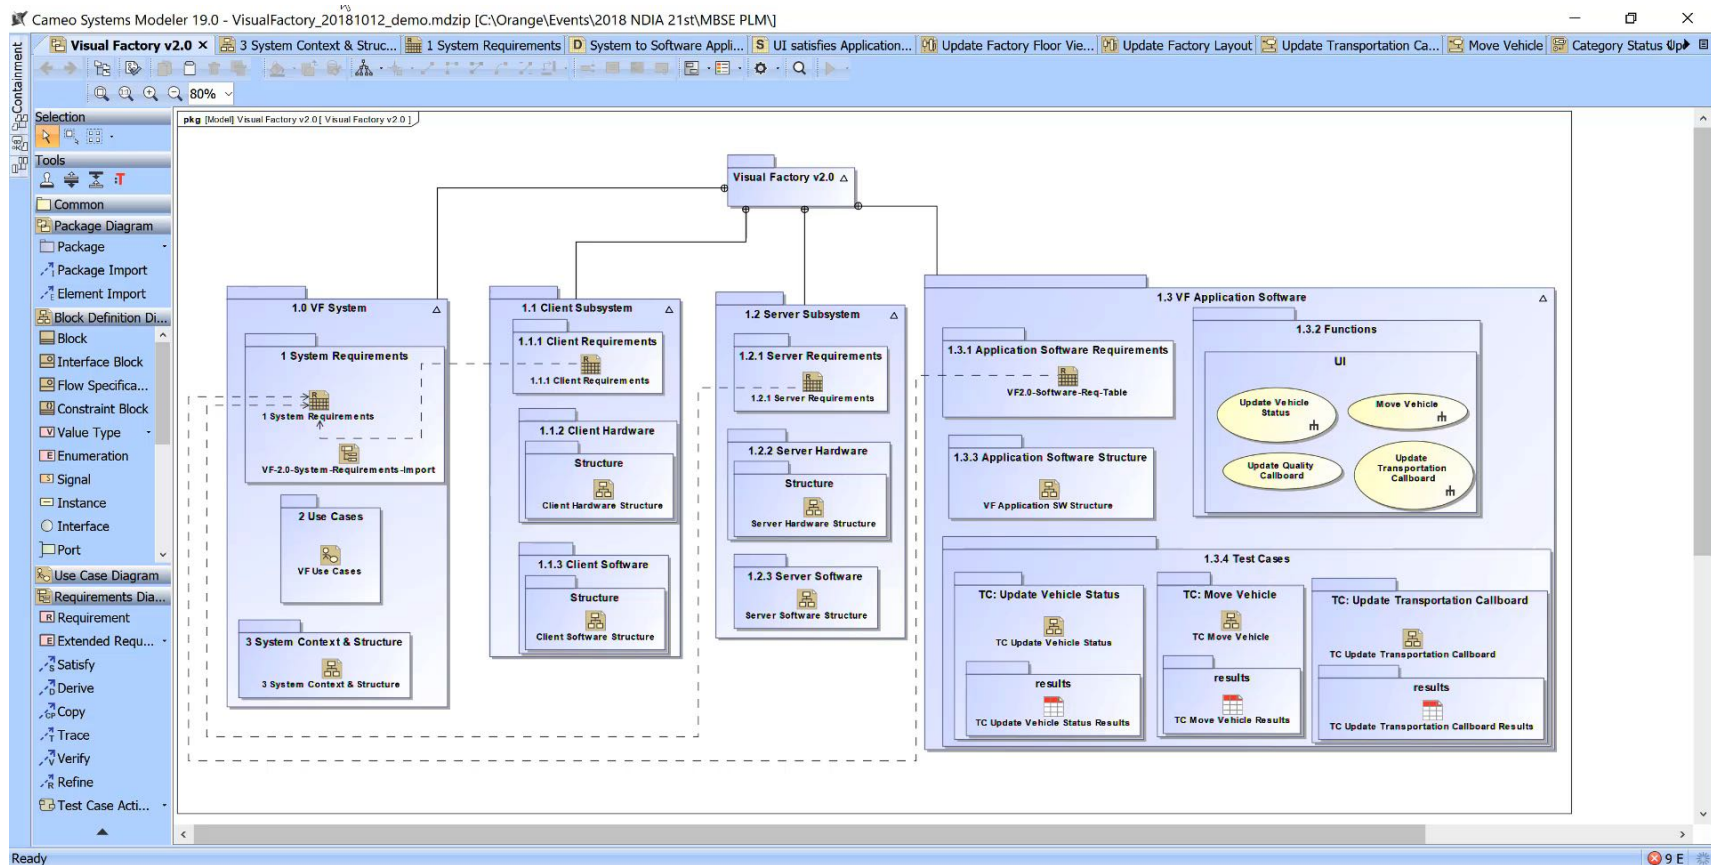 Cameo Systems Modeler 19.0 - VisualFactory_20181012_demo.mdzip [C:\Orange\Events\2018 NDIA 21st\MBSE PLM\]
Containment
Visual Factory v2.0
3 System Context & Struc...
1 System Requirements
System to Software Appli...
UI satisfies Application...
Update Factory Floor Vie...
Update Factory Layout
Update Transportation Ca...
Move Vehicle
Category Status Up
80%
Selection
Tools
Common
Package Diagram
Package
Package Import
Element Import
Block Definition Di...
Block
Interface Block
Flow Specifica...
Constraint Block
Value Type
Enumeration
Signal
Instance
Interface
Port
Use Case Diagram
Requirements Dia...
Requirement
Extended Requ...
Satisfy
Derive
Copy
Trace
Verify
Refine
Test Case Acti...
pkg [Model] Visual Factory v2.0 [ Visual Factory v2.0 ]
Visual Factory v2.0
1.0 VF System
1 System Requirements
1 System Requirements
VF-2.0-System-Requirements-Import
2 Use Cases
VF Use Cases
3 System Context & Structure
3 System Context & Structure
1.1 Client Subsystem
1.1.1 Client Requirements
1.1.1 Client Requirements
1.1.2 Client Hardware
Structure
Client Hardware Structure
1.1.3 Client Software
Structure
Client Software Structure
1.2 Server Subsystem
1.2.1 Server Requirements
1.2.1 Server Requirements
1.2.2 Server Hardware
Structure
Server Hardware Structure
1.2.3 Server Software
Server Software Structure
1.3 VF Application Software
1.3.1 Application Software Requirements
VF2.0-Software-Req-Table
1.3.3 Application Software Structure
VF Application SW Structure
1.3.2 Functions
UI
Update Vehicle
Status
Move Vehicle
Update Quality
Callboard
Update
Transportation
Callboard
1.3.4 Test Cases
TC: Update Vehicle Status
TC Update Vehicle Status
results
TC Update Vehicle Status Results
TC: Move Vehicle
TC Move Vehicle
results
TC Move Vehicle Results
TC: Update Transportation Callboard
TC Update Transportation Callboard
results
TC Update Transportation Callboard Results
Ready
9 E